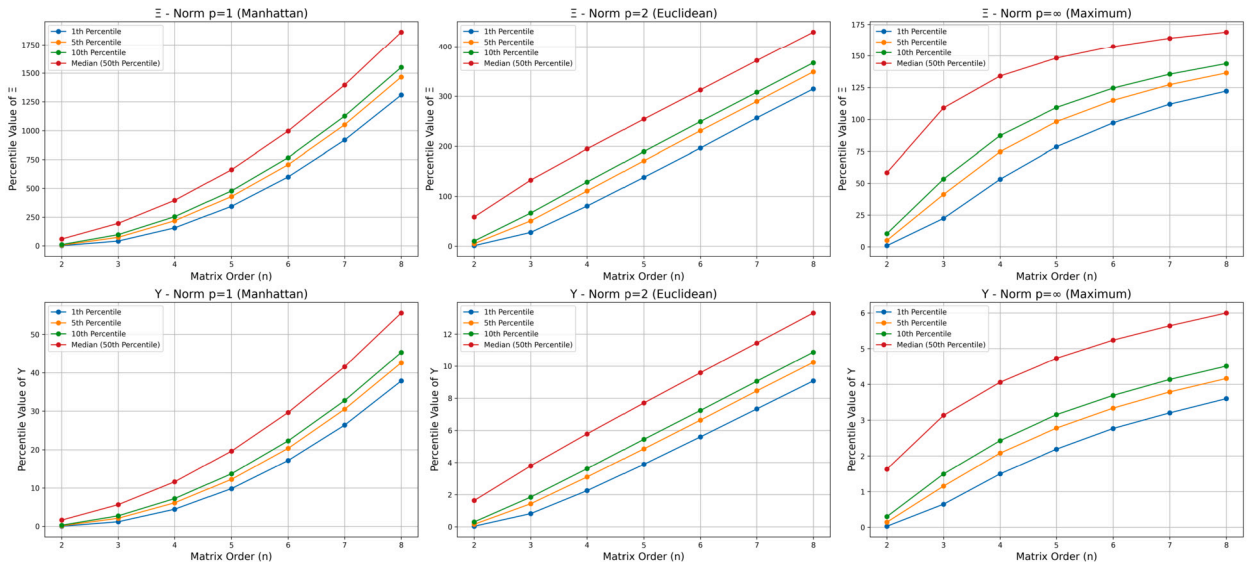 Ξ - Norm p=1 (Manhattan)
Percentile Value of Ξ
1750
1500
1250
1000
750
500
250
0
1th Percentile
5th Percentile
10th Percentile
Median (50th Percentile)
2 3 4 5 6 7 8
Matrix Order (n)
Ξ - Norm p=2 (Euclidean)
Percentile Value of Ξ
400
300
200
100
0
1th Percentile
5th Percentile
10th Percentile
Median (50th Percentile)
2 3 4 5 6 7 8
Matrix Order (n)
Ξ - Norm p=∞ (Maximum)
Percentile Value of Ξ
175
150
125
100
75
50
25
0
1th Percentile
5th Percentile
10th Percentile
Median (50th Percentile)
2 3 4 5 6 7 8
Matrix Order (n)
Υ - Norm p=1 (Manhattan)
Percentile Value of Υ
50
40
30
20
10
0
1th Percentile
5th Percentile
10th Percentile
Median (50th Percentile)
2 3 4 5 6 7 8
Matrix Order (n)
Υ - Norm p=2 (Euclidean)
Percentile Value of Υ
12
10
8
6
4
2
0
1th Percentile
5th Percentile
10th Percentile
Median (50th Percentile)
2 3 4 5 6 7 8
Matrix Order (n)
Υ - Norm p=∞ (Maximum)
Percentile Value of Υ
6
5
4
3
2
1
0
1th Percentile
5th Percentile
10th Percentile
Median (50th Percentile)
2 3 4 5 6 7 8
Matrix Order (n)